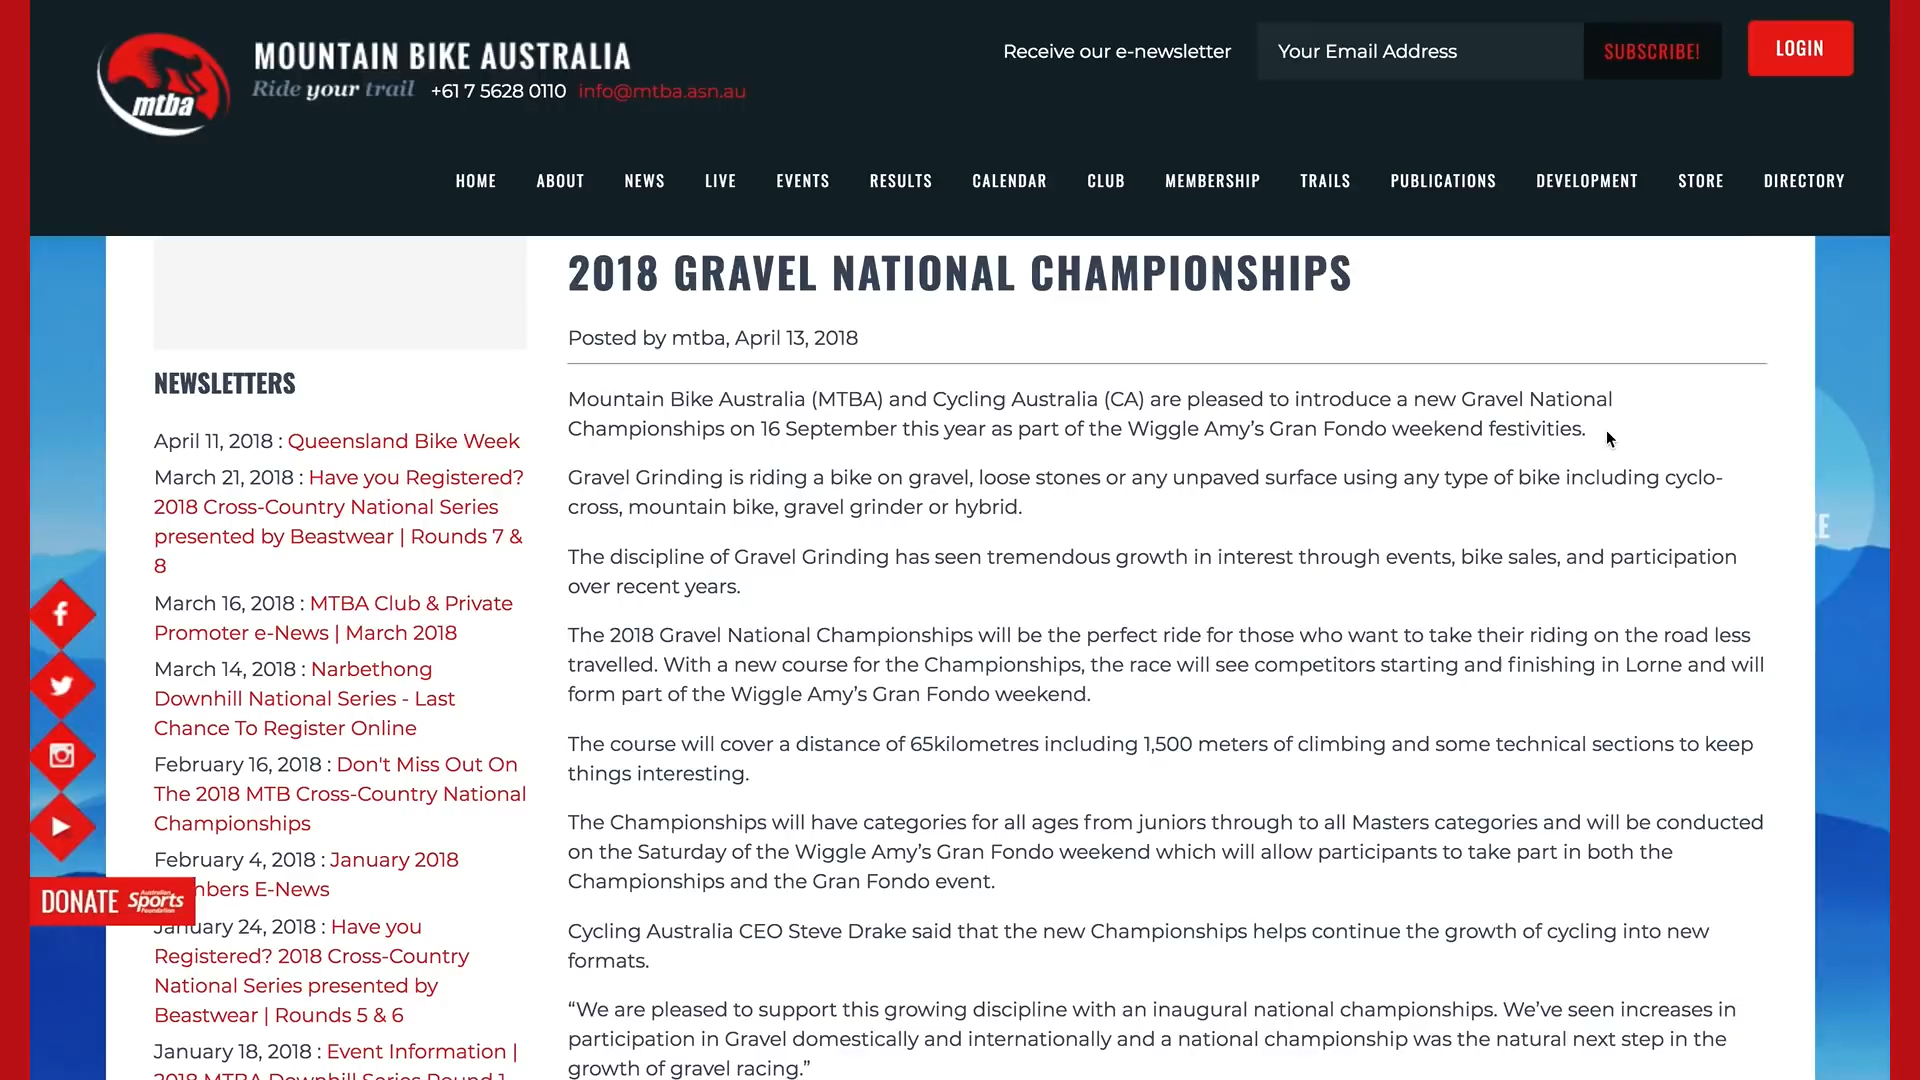 MOUNTAIN BIKE AUSTRALIA
Ride your trail +61 7 5628 0110 info@mtba.asn.au
mtba
Receive our e-newsletter Your Email Address SUBSCRIBE! LOGIN
HOME ABOUT NEWS LIVE EVENTS RESULTS CALENDAR CLUB MEMBERSHIP TRAILS PUBLICATIONS DEVELOPMENT STORE DIRECTORY
NEWSLETTERS
April 11, 2018 : Queensland Bike Week
March 21, 2018 : Have you Registered?
2018 Cross-Country National Series
presented by Beastwear | Rounds 7 &
8
March 16, 2018 : MTBA Club & Private
Promoter e-News | March 2018
March 14, 2018 : Narbethong
Downhill National Series - Last
Chance To Register Online
February 16, 2018 : Don't Miss Out On
The 2018 MTB Cross-Country National
Championships
February 4, 2018 : January 2018
mbers E-News
DONATE Australian Sports Foundation
January 24, 2018 : Have you
Registered? 2018 Cross-Country
National Series presented by
Beastwear | Rounds 5 & 6
January 18, 2018 : Event Information |
2018 MTBA Downhill Series Round 1
2018 GRAVEL NATIONAL CHAMPIONSHIPS
Posted by mtba, April 13, 2018
Mountain Bike Australia (MTBA) and Cycling Australia (CA) are pleased to introduce a new Gravel National
Championships on 16 September this year as part of the Wiggle Amy’s Gran Fondo weekend festivities.
Gravel Grinding is riding a bike on gravel, loose stones or any unpaved surface using any type of bike including cyclo-
cross, mountain bike, gravel grinder or hybrid.
The discipline of Gravel Grinding has seen tremendous growth in interest through events, bike sales, and participation
over recent years.
The 2018 Gravel National Championships will be the perfect ride for those who want to take their riding on the road less
travelled. With a new course for the Championships, the race will see competitors starting and finishing in Lorne and will
form part of the Wiggle Amy’s Gran Fondo weekend.
The course will cover a distance of 65kilometres including 1,500 meters of climbing and some technical sections to keep
things interesting.
The Championships will have categories for all ages from juniors through to all Masters categories and will be conducted
on the Saturday of the Wiggle Amy’s Gran Fondo weekend which will allow participants to take part in both the
Championships and the Gran Fondo event.
Cycling Australia CEO Steve Drake said that the new Championships helps continue the growth of cycling into new
formats.
“We are pleased to support this growing discipline with an inaugural national championships. We’ve seen increases in
participation in Gravel domestically and internationally and a national championship was the natural next step in the
growth of gravel racing.”